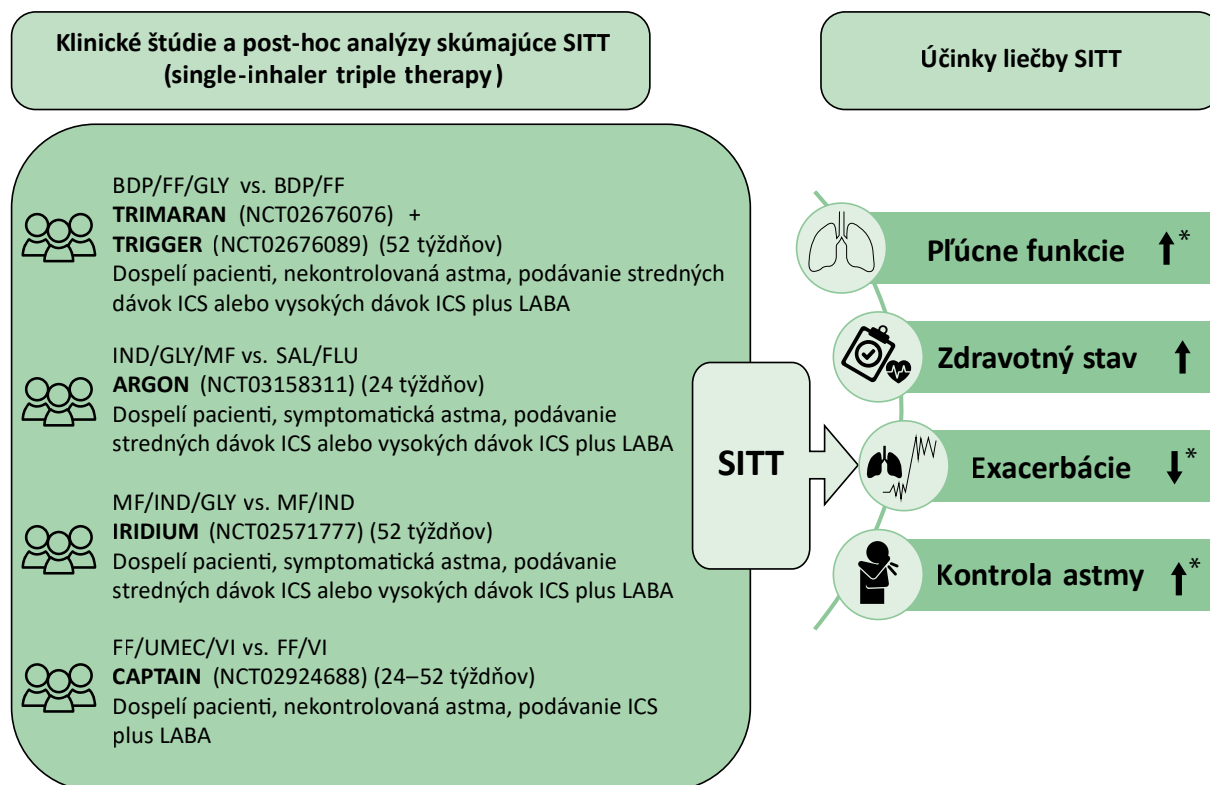 Klinické štúdie a post-hoc analýzy skúmajúce SITT
(single-inhaler triple therapy)
Účinky liečby SITT
BDP/FF/GLY vs. BDP/FF
TRIMARAN (NCT02676076) +
TRIGGER (NCT02676089) (52 týždňov)
Dospelí pacienti, nekontrolovaná astma, podávanie stredných
dávok ICS alebo vysokých dávok ICS plus LABA
IND/GLY/MF vs. SAL/FLU
ARGON (NCT03158311) (24 týždňov)
Dospelí pacienti, symptomatická astma, podávanie
stredných dávok ICS alebo vysokých dávok ICS plus LABA
MF/IND/GLY vs. MF/IND
IRIDIUM (NCT02571777) (52 týždňov)
Dospelí pacienti, symptomatická astma, podávanie
stredných dávok ICS alebo vysokých dávok ICS plus LABA
FF/UMEC/VI vs. FF/VI
CAPTAIN (NCT02924688) (24–52 týždňov)
Dospelí pacienti, nekontrolovaná astma, podávanie ICS
plus LABA
SITT
Pľúcne funkcie ↑*
Zdravotný stav ↑
Exacerbácie ↓*
Kontrola astmy ↑*